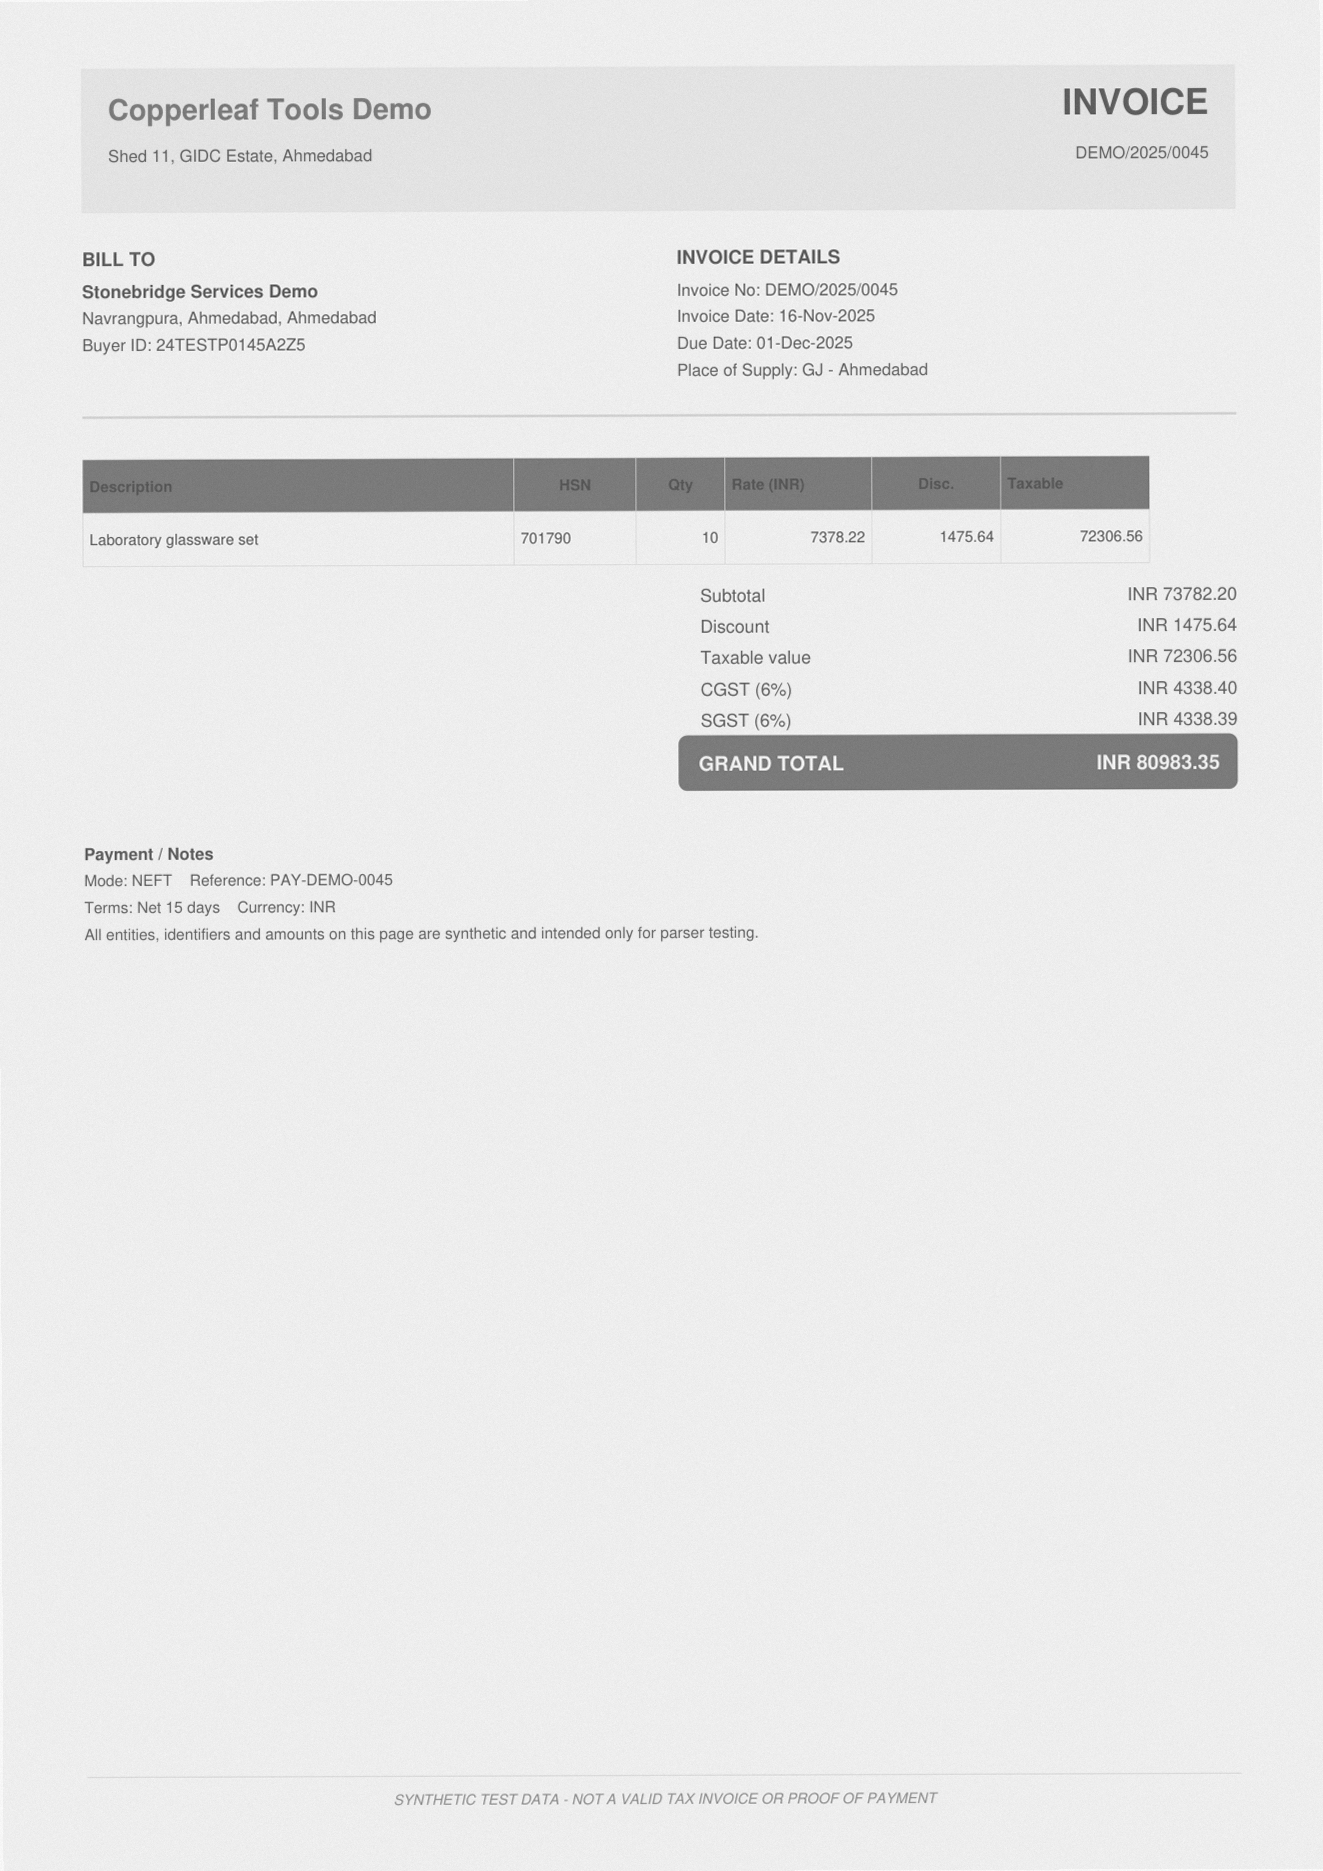 Copperleaf Tools Demo
INVOICE
Shed 11, GIDC Estate, Ahmedabad
DEMO/2025/0045
BILL TO
Stonebridge Services Demo
Navrangpura, Ahmedabad, Ahmedabad
Buyer ID: 24TESTP0145A2Z5
INVOICE DETAILS
Invoice No: DEMO/2025/0045
Invoice Date: 16-Nov-2025
Due Date: 01-Dec-2025
Place of Supply: GJ - Ahmedabad
Description HSN Qty Rate (INR) Disc. Taxable
Laboratory glassware set 701790 10 7378.22 1475.64 72306.56
Subtotal INR 73782.20
Discount INR 1475.64
Taxable value INR 72306.56
CGST (6%) INR 4338.40
SGST (6%) INR 4338.39
GRAND TOTAL INR 80983.35
Payment / Notes
Mode: NEFT Reference: PAY-DEMO-0045
Terms: Net 15 days Currency: INR
All entities, identifiers and amounts on this page are synthetic and intended only for parser testing.
SYNTHETIC TEST DATA - NOT A VALID TAX INVOICE OR PROOF OF PAYMENT